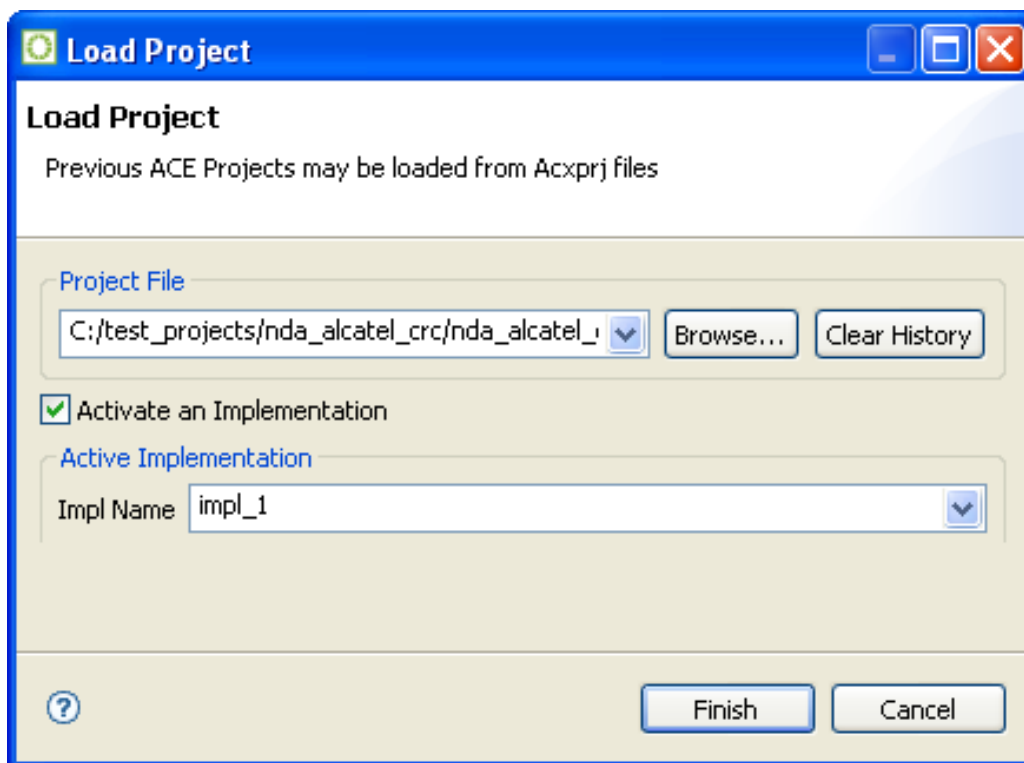 Load Project
Load Project
Previous ACE Projects may be loaded from Acxprj files
Project File
C:/test_projects/nda_alcatel_crc/nda_alcatel_ Browse... Clear History
Activate an Implementation
Active Implementation
Impl Name impl_1
? Finish Cancel